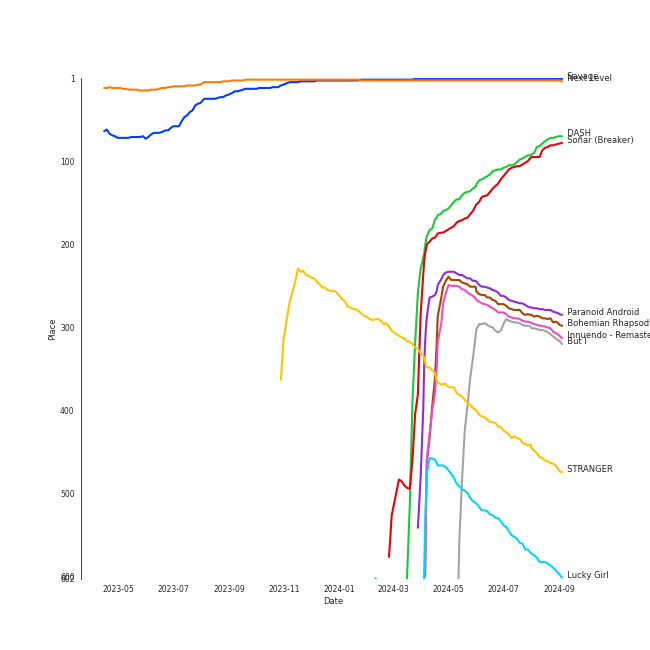 Savage
Next Level
DASH
Soñar (Breaker)
Paranoid Android
Bohemian Rhapsody
Innuendo - Remaste
But I
STRANGER
Lucky Girl
1
100
200
300
400
500
600
602
Place
2023-05 2023-07 2023-09 2023-11 2024-01 2024-03 2024-05 2024-07 2024-09
Date